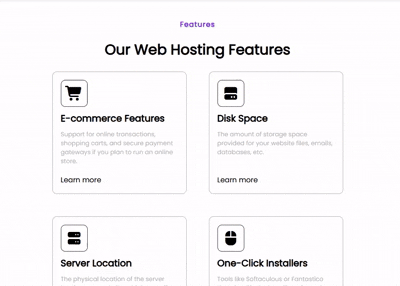 Features
Our Web Hosting Features
E-commerce Features
Support for online transactions,
shopping carts, and secure payment
gateways if you plan to run an online
store.
Learn more
Disk Space
The amount of storage space
provided for your website files, emails,
databases, etc.
Learn more
Server Location
The physical location of the server
One-Click Installers
Tools like Softaculous or Fantastico